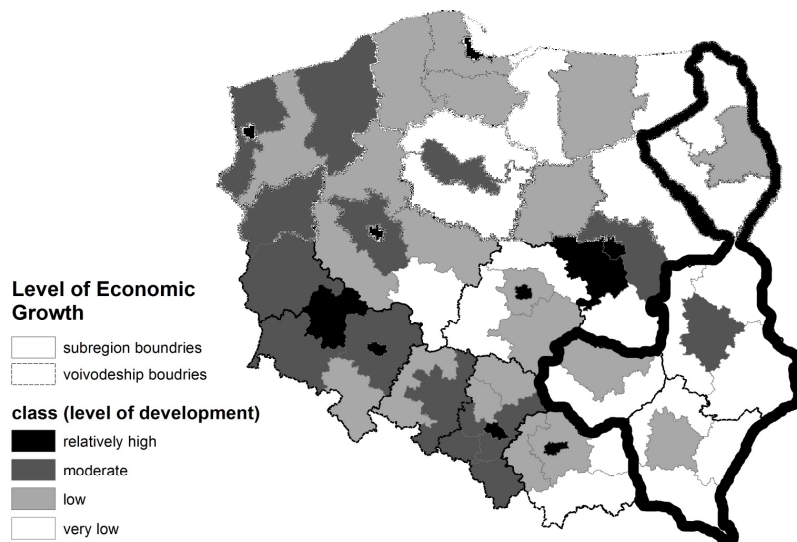 Level of Economic
Growth
subregion boundries
voivodeship boudries
class (level of development)
relatively high
moderate
low
very low